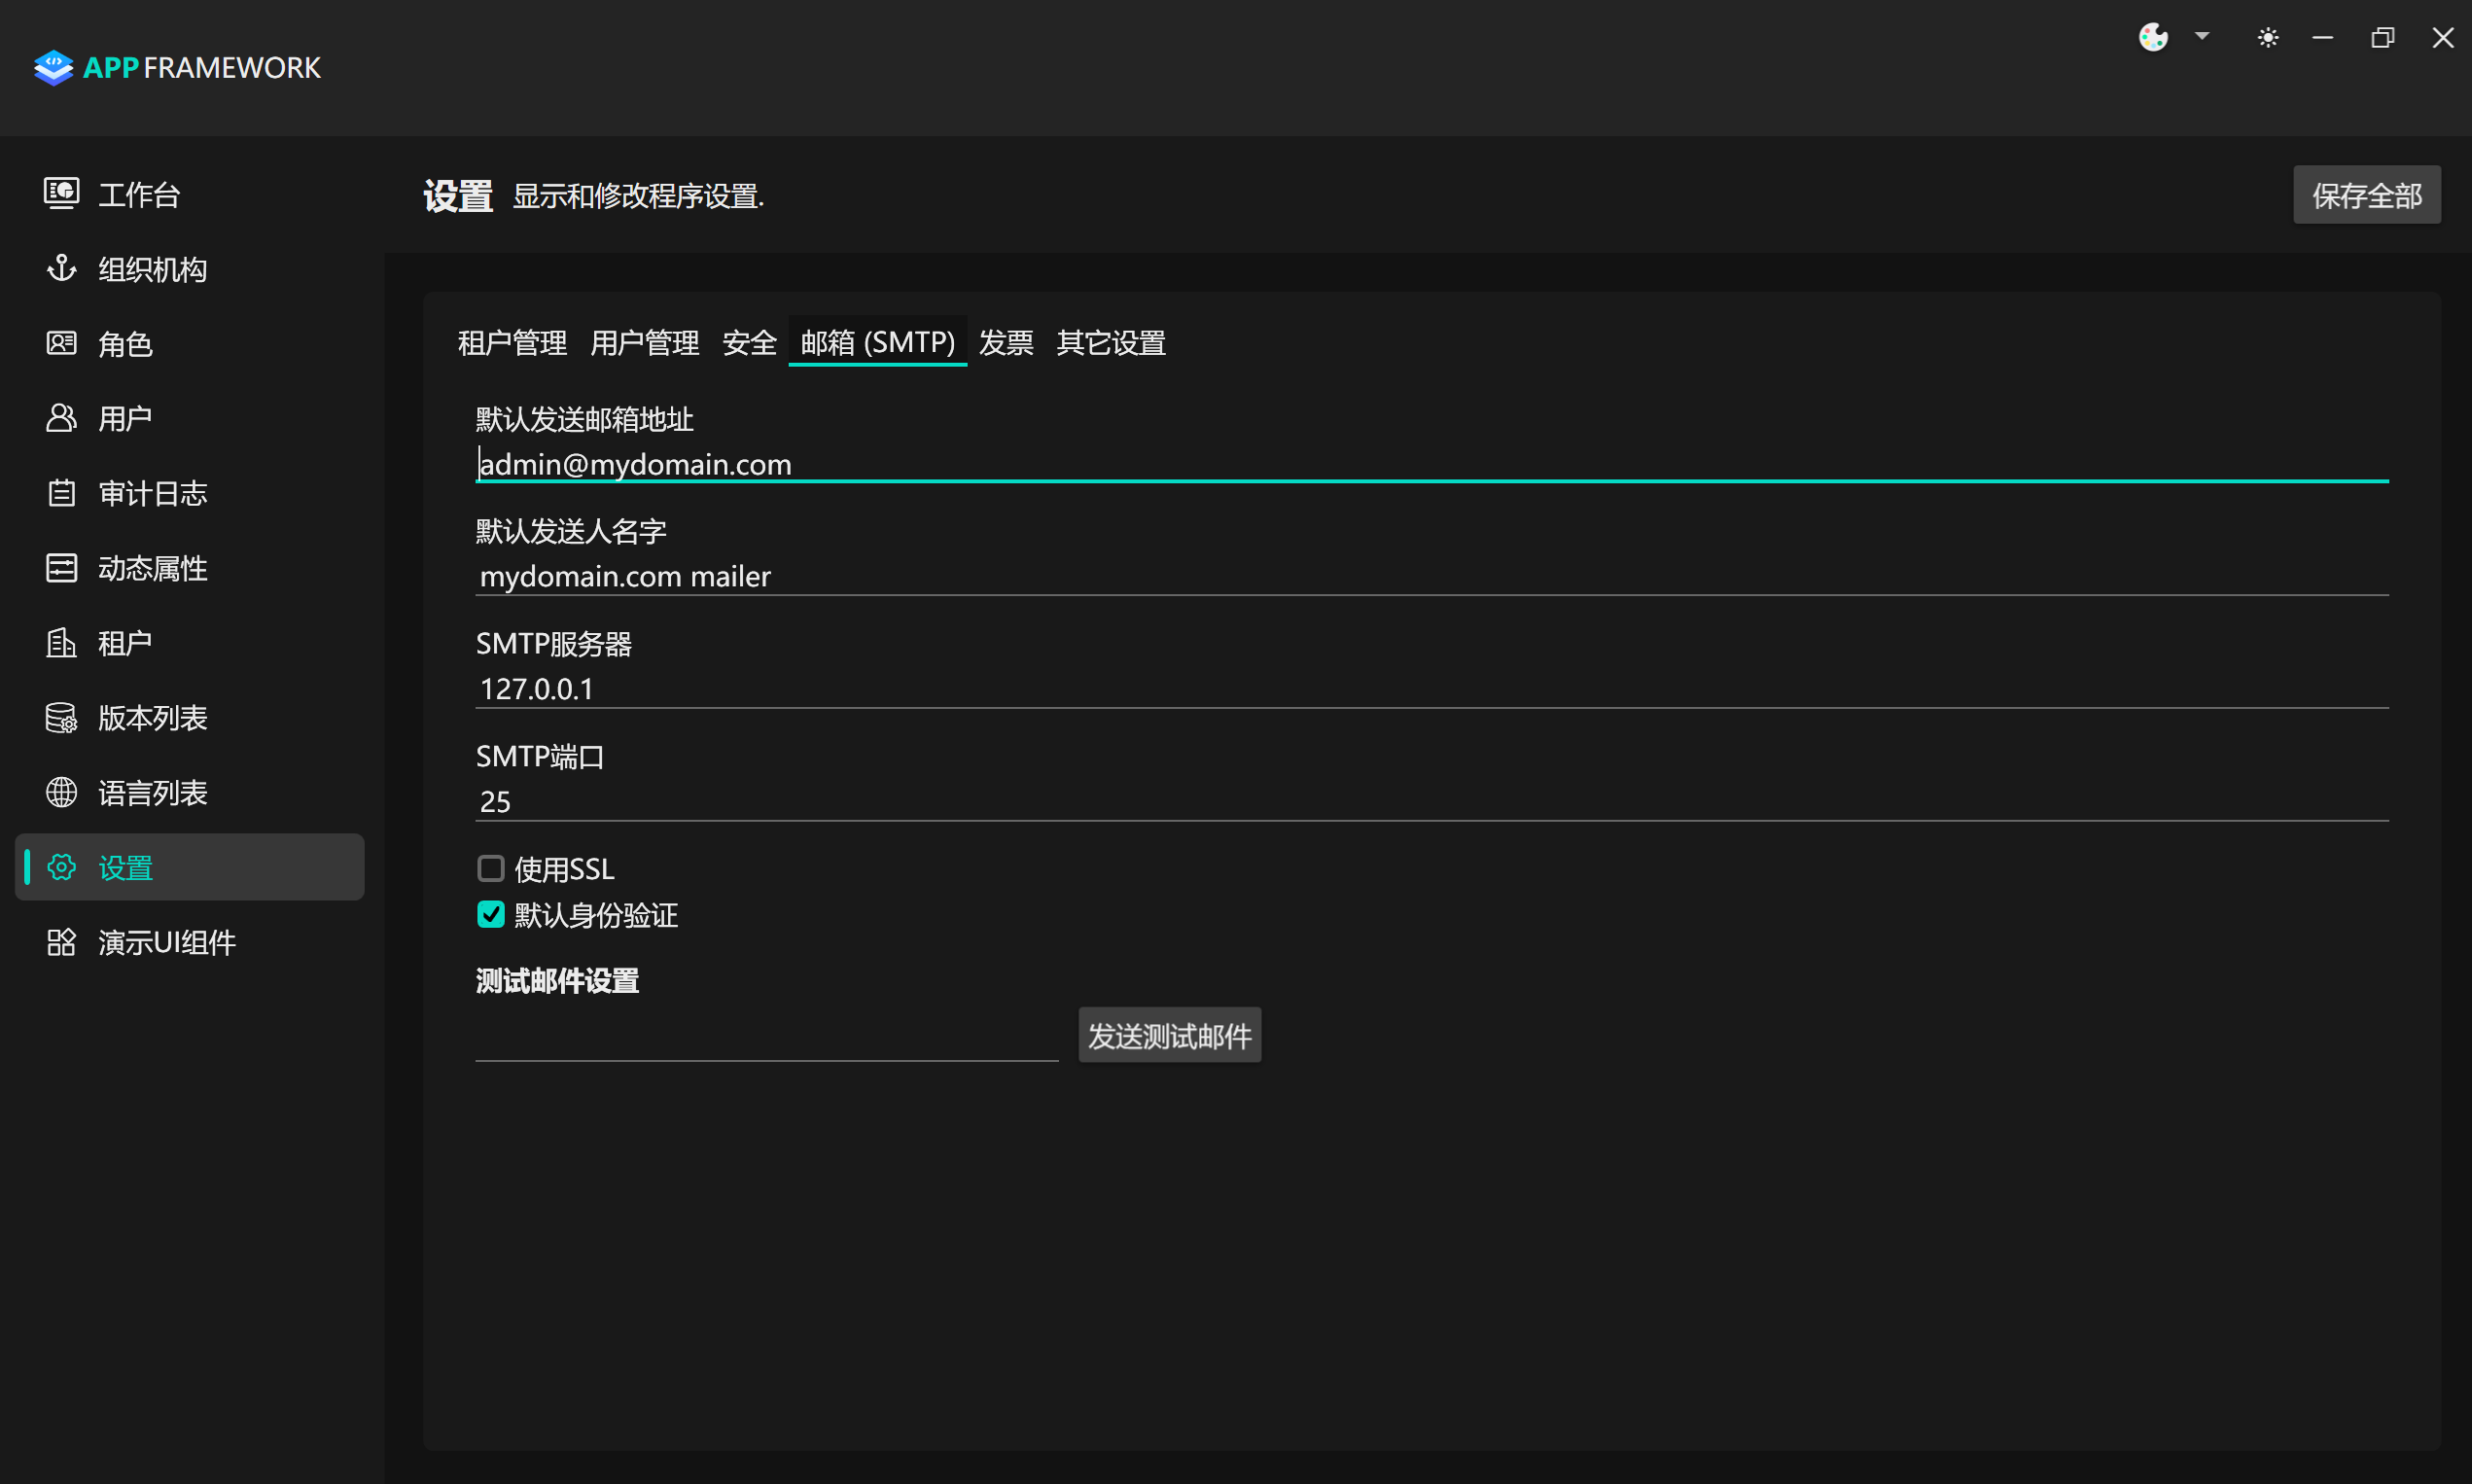 APP FRAMEWORK
工作台
组织机构
角色
用户
审计日志
动态属性
租户
版本列表
语言列表
设置
演示UI组件
设置 显示和修改程序设置.
保存全部
租户管理 用户管理 安全 邮箱 (SMTP) 发票 其它设置
默认发送邮箱地址
admin@mydomain.com
默认发送人名字
mydomain.com mailer
SMTP服务器
127.0.0.1
SMTP端口
25
使用SSL
默认身份验证
测试邮件设置
发送测试邮件